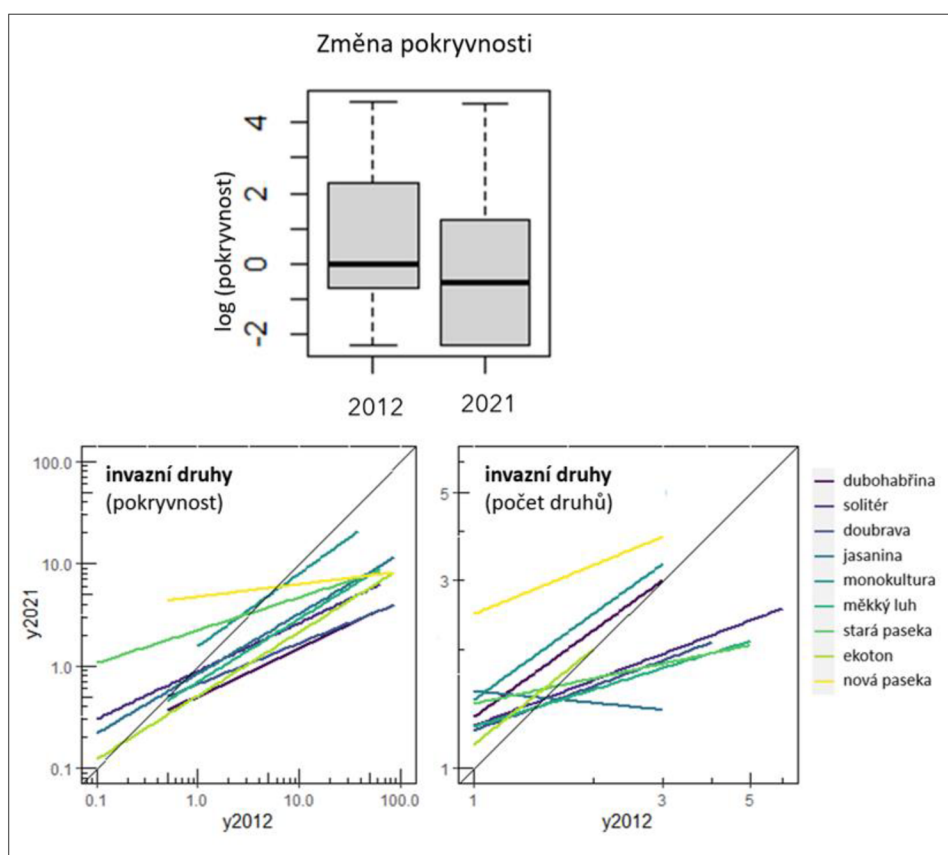 Změna pokryvnosti
log (pokryvnost)
4
2
0
-2
2012
2021
invazní druhy
(pokryvnost)
y2021
100.0
10.0
1.0
0.1
0.1
1.0
10.0
100.0
y2012
invazní druhy
(počet druhů)
5
3
1
1
3
5
y2012
dubohabřina
solitér
doubrava
jasanina
monokultura
měkký luh
stará paseka
ekoton
nová paseka